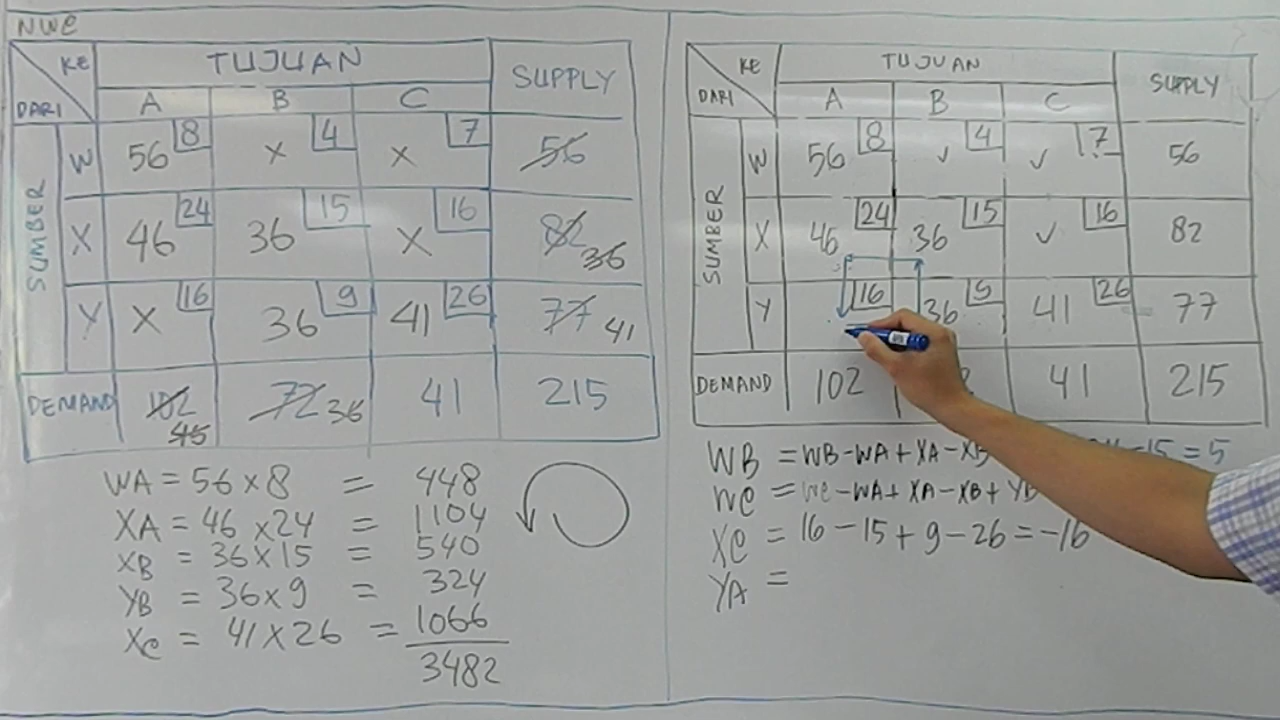 NWC
KE TUJUAN SUPPLY
DARI A B C
SUMBER
W 56 8 X 4 X 7 56
X 46 24 36 15 X 16 82 36
Y X 16 36 9 41 26 77 41
DEMAND 102 45 72 36 41 215
WA = 56 x 8 = 448
XA = 46 x 24 = 1104
XB = 36 x 15 = 540
YB = 36 x 9 = 324
XC = 41 X 26 = 1066
3482
KE TUJUAN SUPPLY
DARI A B C
SUMBER
W 56 8 ✓ 4 ✓ 7 56
X 46 24 36 15 ✓ 16 82
Y 16 36 9 41 26 77
DEMAND 102 41 215
WB = WB - WA + XA - XB - 15 = 5
WC = WC - WA + XA - XB + YB
XC = 16 - 15 + 9 - 26 = -16
YA =